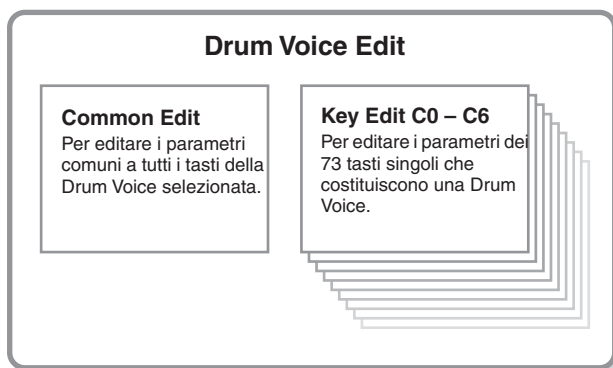 Drum Voice Edit
Common Edit
Per editare i parametri
comuni a tutti i tasti della
Drum Voice selezionata.
Key Edit C0 – C6
Per editare i parametri dei
73 tasti singoli che
costituiscono una Drum
Voice.